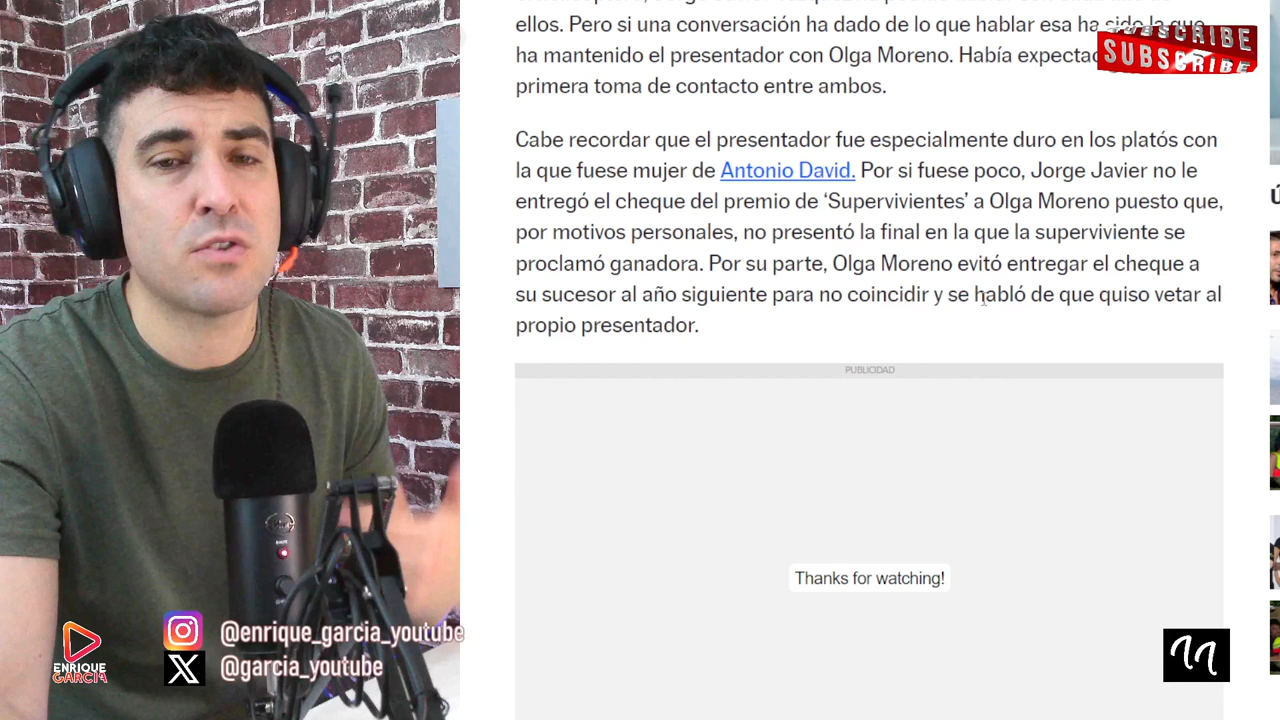 ellos. Pero si una conversación ha dado de lo que hablar esa ha sido la que
ha mantenido el presentador con Olga Moreno. Había
primera toma de contacto entre ambos.
Cabe recordar que el presentador fue especialmente duro en los platós con
la que fuese mujer de Antonio David. Por si fuese poco, Jorge Javier no le
entregó el cheque del premio de ‘Supervivientes’ a Olga Moreno puesto que,
por motivos personales, no presentó la final en la que la superviviente se
proclamó ganadora. Por su parte, Olga Moreno evitó entregar el cheque a
su sucesor al año siguiente para no coincidir y se habló de que quiso vetar al
propio presentador.
SUBSCRIBE
SUBSCRIBE
PUBLICIDAD
Thanks for watching!
ENRIQUE
GARCIA
@enrique_garcia_youtube
@garcia_youtube